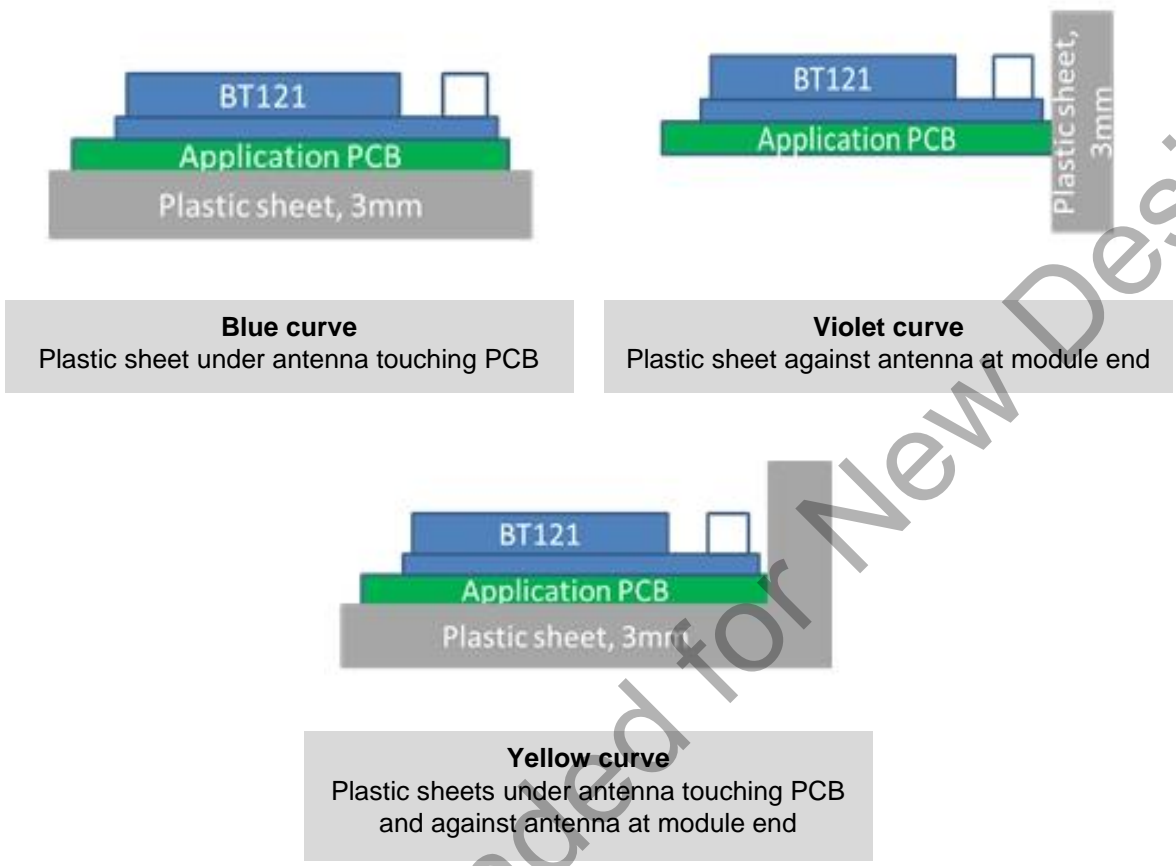 BT121
Application PCB
Plastic sheet, 3mm
BT121
Application PCB
Plastic sheet,
3mm
Blue curve
Plastic sheet under antenna touching PCB
Violet curve
Plastic sheet against antenna at module end
BT121
Application PCB
Plastic sheet, 3mm
Yellow curve
Plastic sheets under antenna touching PCB
and against antenna at module end
for New